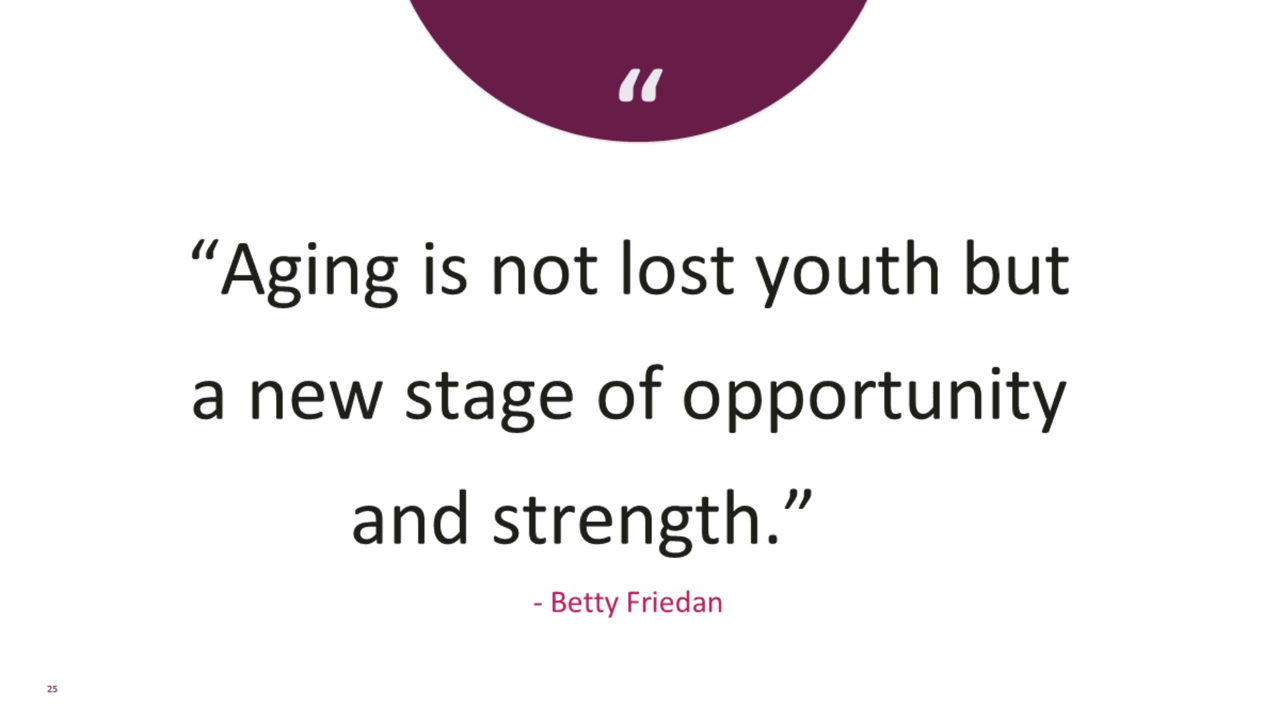 “
“Aging is not lost youth but
a new stage of opportunity
and strength.”
- Betty Friedan
25